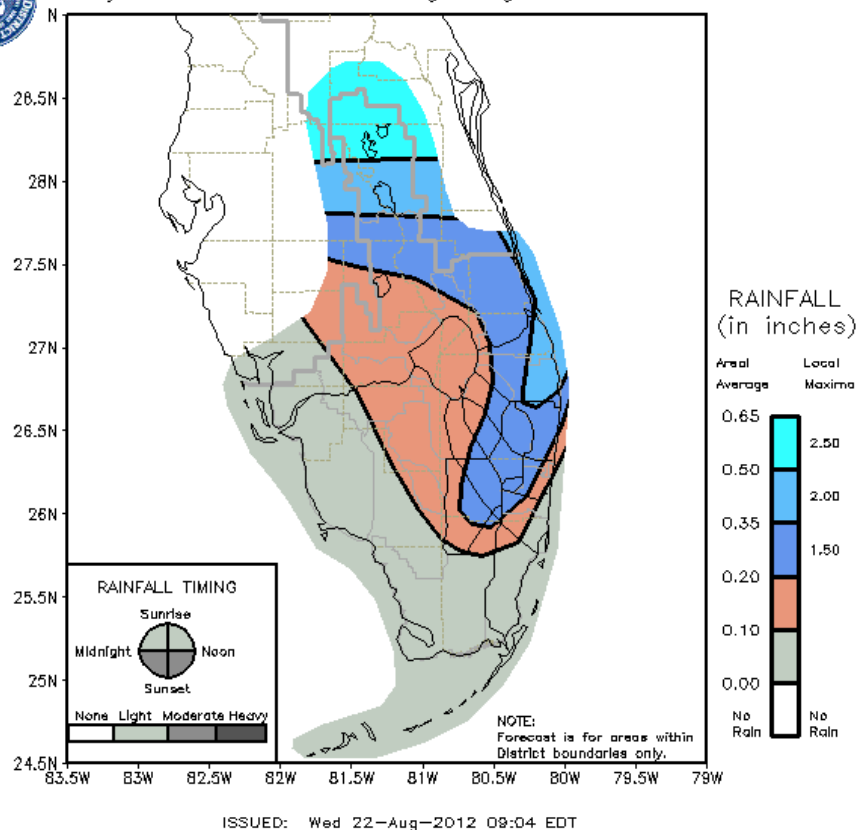 DISTRICT
N
28.5N
28N
27.5N
27N
26.5N
26N
25.5N
25N
24.5N
83.5W 83W 82.5W 82W 81.5W 81W 80.5W 80W 79.5W 79W
RAINFALL TIMING
Sunrise
Midnight Noon
Sunset
None Light Moderate Heavy
NOTE:
Forecast is for areas within
District boundaries only.
RAINFALL
(in inches)
Areal Local
Average Maxima
0.65
2.50
0.50
2.00
0.35
1.50
0.20
0.10
0.00
No No
Rain Rain
ISSUED: Wed 22-Aug-2012 09:04 EDT